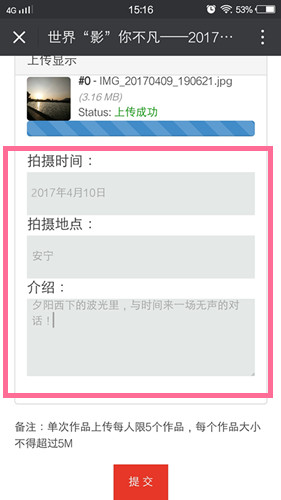 4G 15:16 53%
世界“影”你不凡——2017···
上传显示
#0 - IMG_20170409_190621.jpg
(3.16 MB)
Status: 上传成功
拍摄时间：
2017年4月10日
拍摄地点：
安宁
介绍：
夕阳西下的波光里，与时间来一场无声的对
话！
备注：单次作品上传每人限5个作品，每个作品大小
不得超过5M
提 交